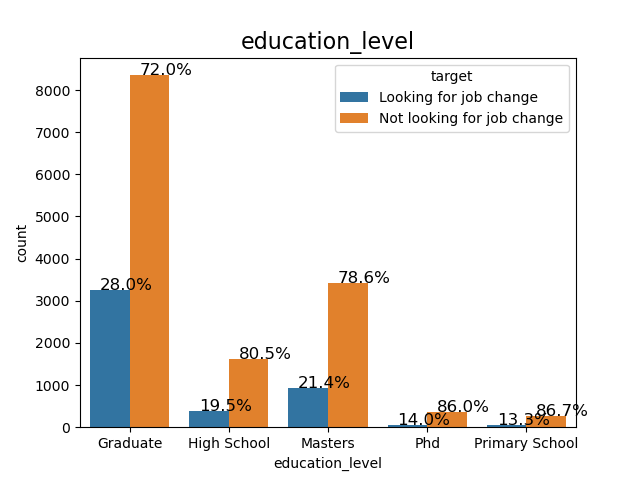 education_level
target
Looking for job change
Not looking for job change
count
8000
7000
6000
5000
4000
3000
2000
1000
0
28.0%
72.0%
19.5%
80.5%
21.4%
78.6%
14.0%
86.0%
13.3%
86.7%
Graduate High School Masters Phd Primary School
education_level